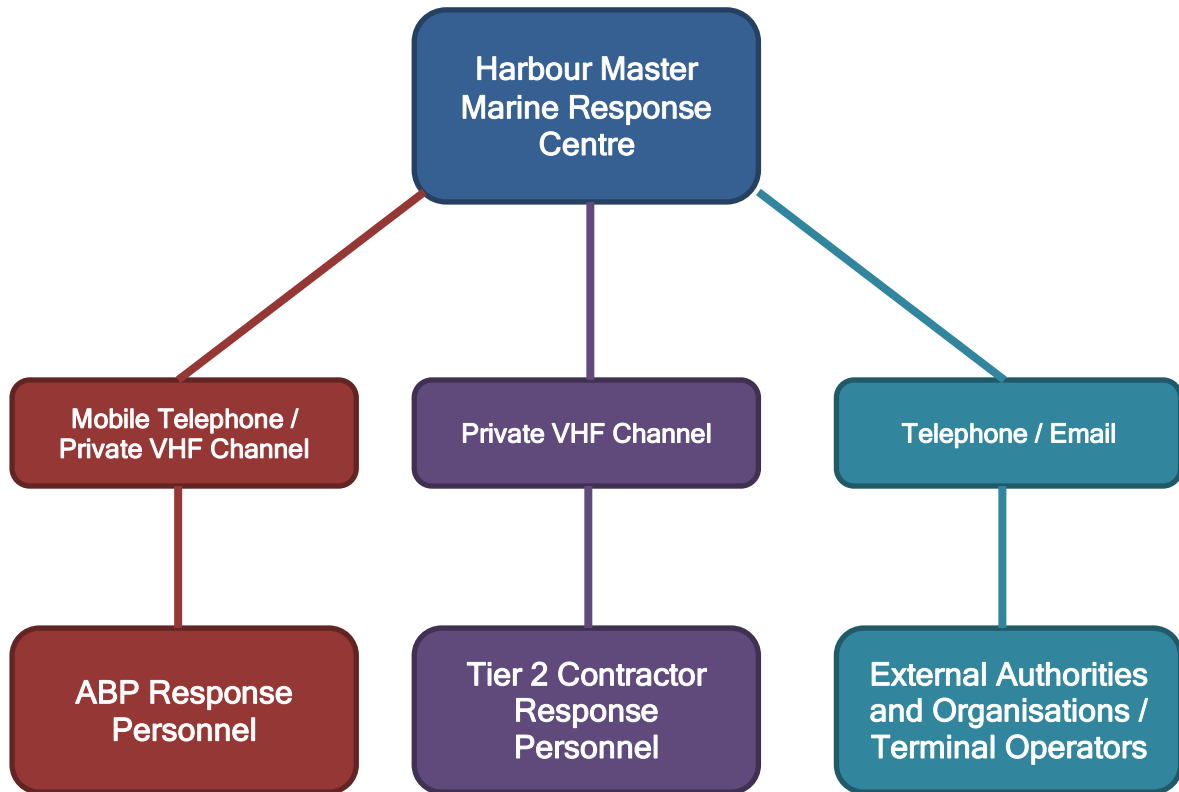 Harbour Master
Marine Response
Centre
Mobile Telephone /
Private VHF Channel
Private VHF Channel
Telephone / Email
ABP Response
Personnel
Tier 2 Contractor
Response
Personnel
External Authorities
and Organisations /
Terminal Operators